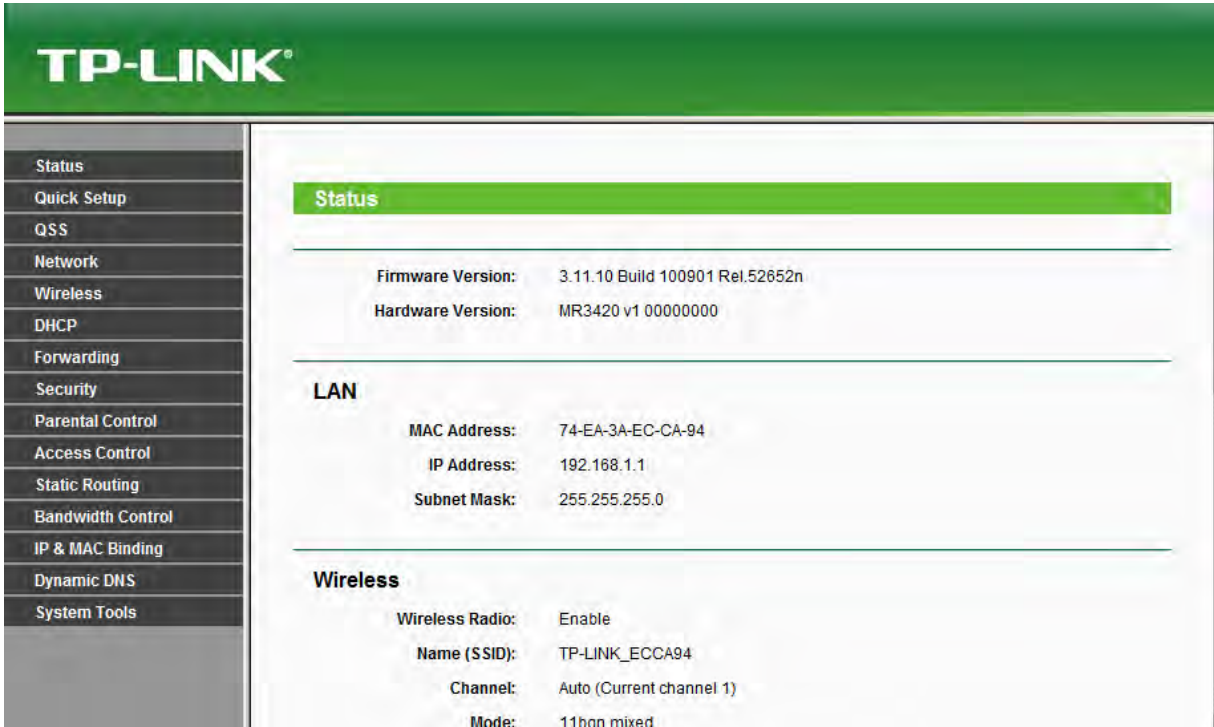 TP-LINK®
Status
Quick Setup
QSS
Network
Wireless
DHCP
Forwarding
Security
Parental Control
Access Control
Static Routing
Bandwidth Control
IP & MAC Binding
Dynamic DNS
System Tools
Status
Firmware Version: 3.11.10 Build 100901 Rel.52652n
Hardware Version: MR3420 v1 00000000
LAN
MAC Address: 74-EA-3A-EC-CA-94
IP Address: 192.168.1.1
Subnet Mask: 255.255.255.0
Wireless
Wireless Radio: Enable
Name (SSID): TP-LINK_ECCA94
Channel: Auto (Current channel 1)
Mode: 11bgn mixed